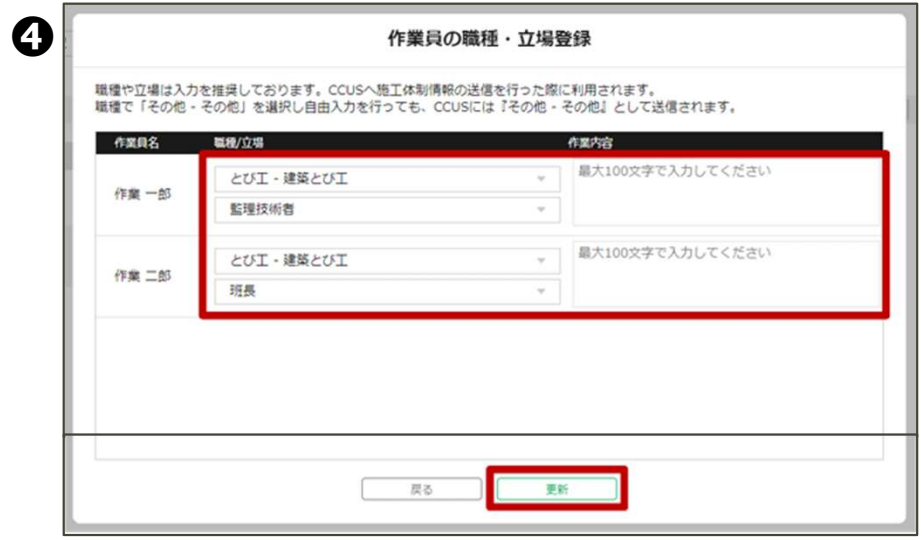 ❹
作業員の職種・立場登録
職種や立場は入力を推奨しております。CCUSへ施工体制情報の送信を行った際に利用されます。
職種で「その他 - その他」を選択し自由入力を行っても、CCUSには『その他 - その他』として送信されます。
作業員名 職種/立場 作業内容
作業 一郎
とび工 - 建築とび工
監理技術者
最大100文字で入力してください
作業 二郎
とび工 - 建築とび工
班長
最大100文字で入力してください
戻る 更新